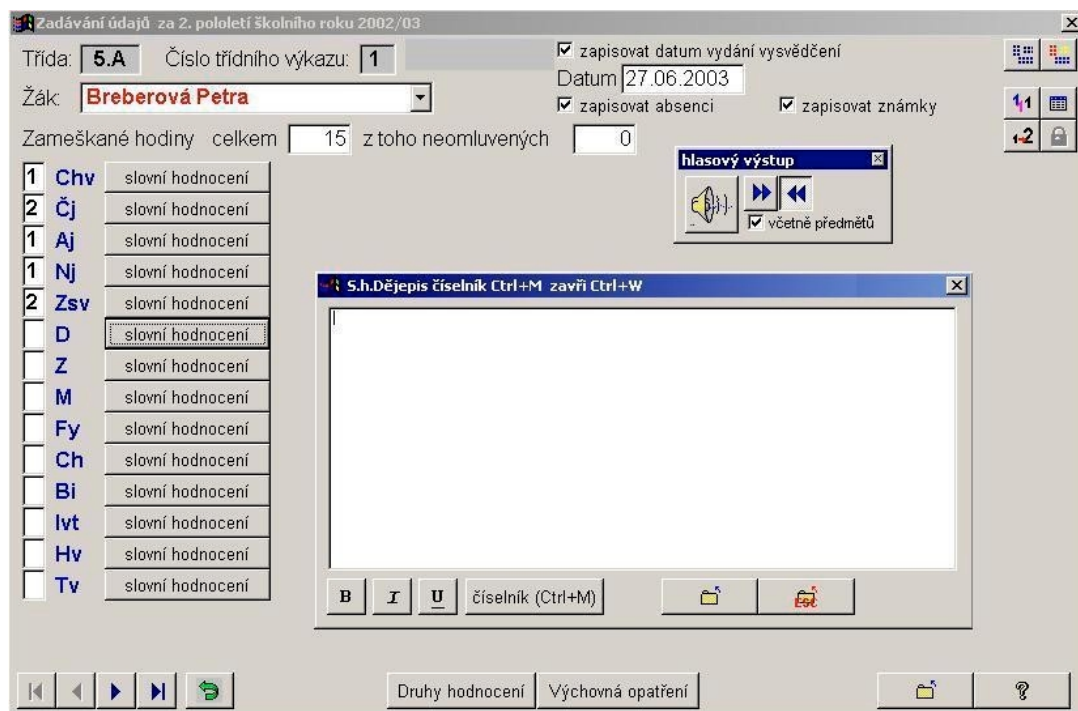 Zadávání údajů za 2. pololetí školního roku 2002/03
Třída: 5.A Číslo třídního výkazu: 1
zapisovat datum vydání vysvědčení
Datum 27.06.2003
Žák: Breberová Petra
zapisovat absenci zapisovat známky
Zameškané hodiny celkem 15 z toho neomluvených 0
hlasový výstup
včetně předmětů
1 Chv slovní hodnocení
2 Čj slovní hodnocení
1 Aj slovní hodnocení
1 Nj slovní hodnocení
2 Zsv slovní hodnocení
D slovní hodnocení
Z slovní hodnocení
M slovní hodnocení
Fy slovní hodnocení
Ch slovní hodnocení
Bi slovní hodnocení
Ivt slovní hodnocení
Hv slovní hodnocení
Tv slovní hodnocení
S.h.Dějepis číselník Ctrl+M zavři Ctrl+W
B I U číselník (Ctrl+M) Esc
Druhy hodnocení Výchovná opatření ?